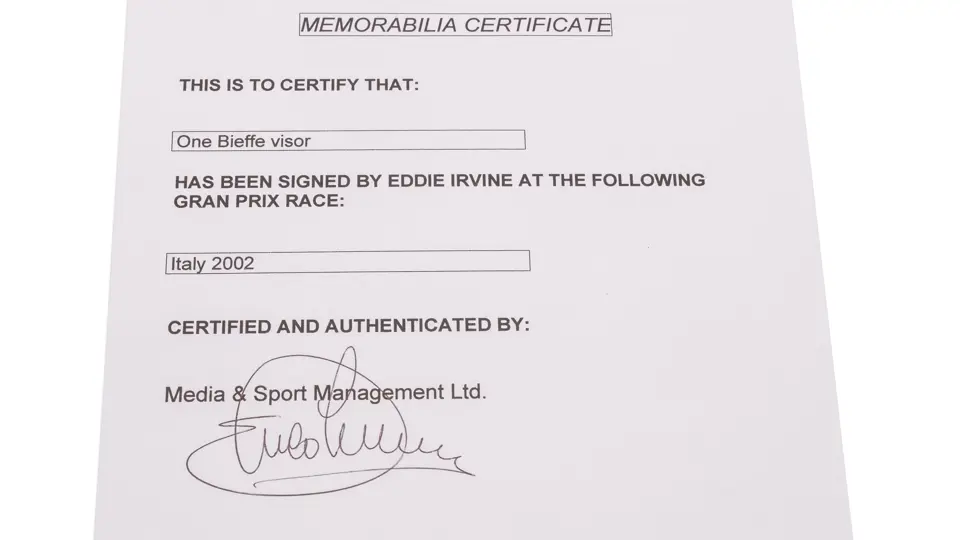 MEMORABILIA CERTIFICATE
THIS IS TO CERTIFY THAT:
One Bieffe visor
HAS BEEN SIGNED BY EDDIE IRVINE AT THE FOLLOWING
GRAN PRIX RACE:
Italy 2002
CERTIFIED AND AUTHENTICATED BY:
Media & Sport Management Ltd.